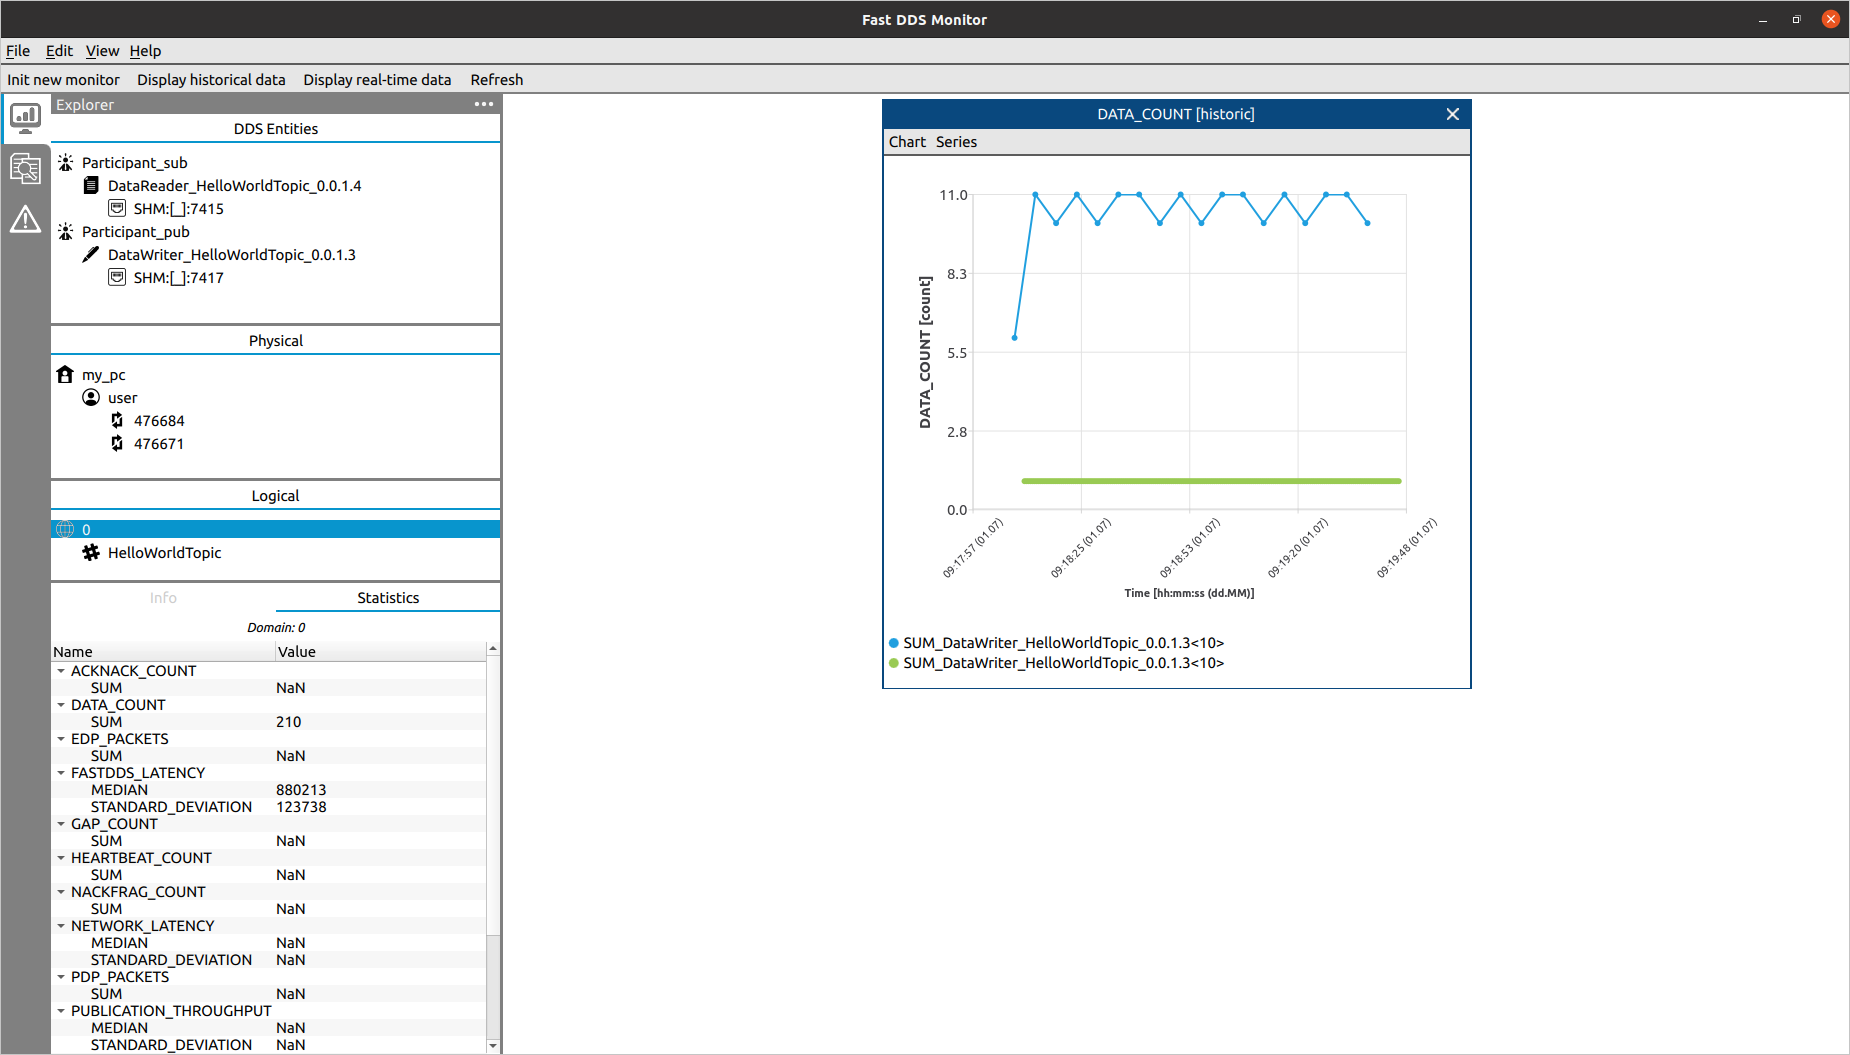 Fast DDS Monitor
File Edit View Help
Init new monitor Display historical data Display real-time data Refresh
Explorer
DDS Entities
Participant_sub
DataReader_HelloWorldTopic_0.0.1.4
SHM:[_]:7415
Participant_pub
DataWriter_HelloWorldTopic_0.0.1.3
SHM:[_]:7417
Physical
my_pc
user
476684
476671
Logical
0
HelloWorldTopic
Info Statistics
Domain: 0
Name Value
ACKNACK_COUNT
SUM NaN
DATA_COUNT
SUM 210
EDP_PACKETS
SUM NaN
FASTDDS_LATENCY
MEDIAN 880213
STANDARD_DEVIATION 123738
GAP_COUNT
SUM NaN
HEARTBEAT_COUNT
SUM NaN
NACKFRAG_COUNT
SUM NaN
NETWORK_LATENCY
MEDIAN NaN
STANDARD_DEVIATION NaN
PDP_PACKETS
SUM NaN
PUBLICATION_THROUGHPUT
MEDIAN NaN
STANDARD_DEVIATION NaN
DATA_COUNT [historic]
Chart Series
DATA_COUNT [count]
11.0
8.3
5.5
2.8
0.0
09:17:57 (01.07)
09:18:25 (01.07)
09:18:53 (01.07)
09:19:20 (01.07)
09:19:48 (01.07)
Time [hh:mm:ss (dd.MM)]
SUM_DataWriter_HelloWorldTopic_0.0.1.3<10>
SUM_DataWriter_HelloWorldTopic_0.0.1.3<10>